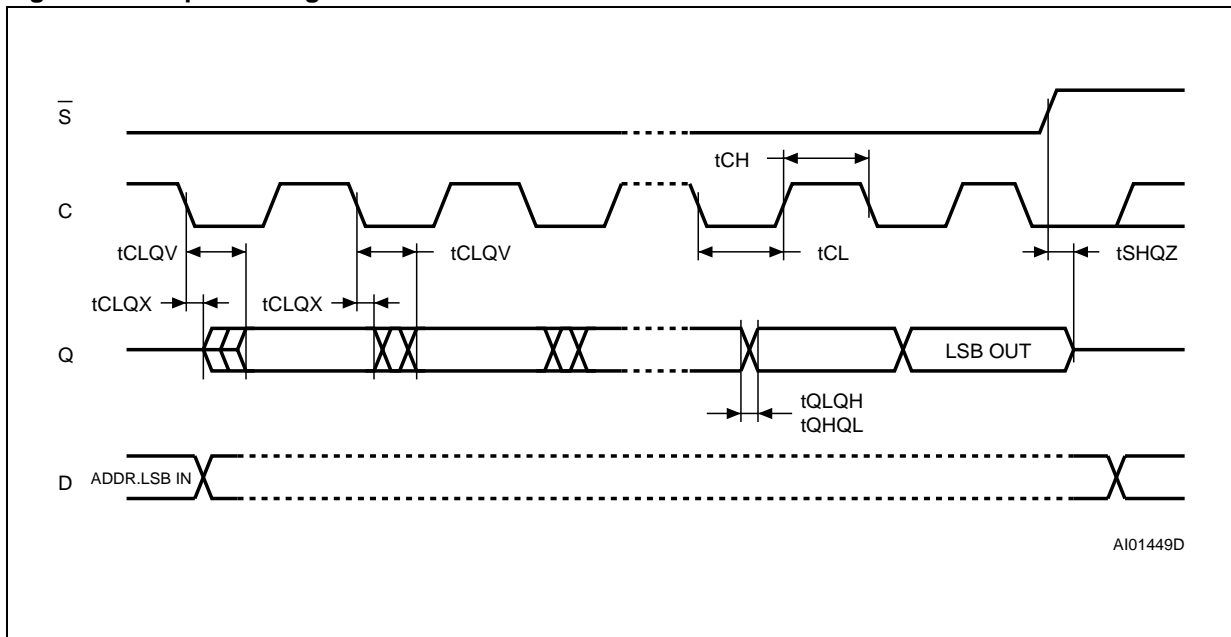 S
tCH
C
tCLQV
tCLQV
tCL
tSHQZ
tCLQX
tCLQX
Q
LSB OUT
tQLQH
tQHQL
D
ADDR.LSB IN
AI01449D